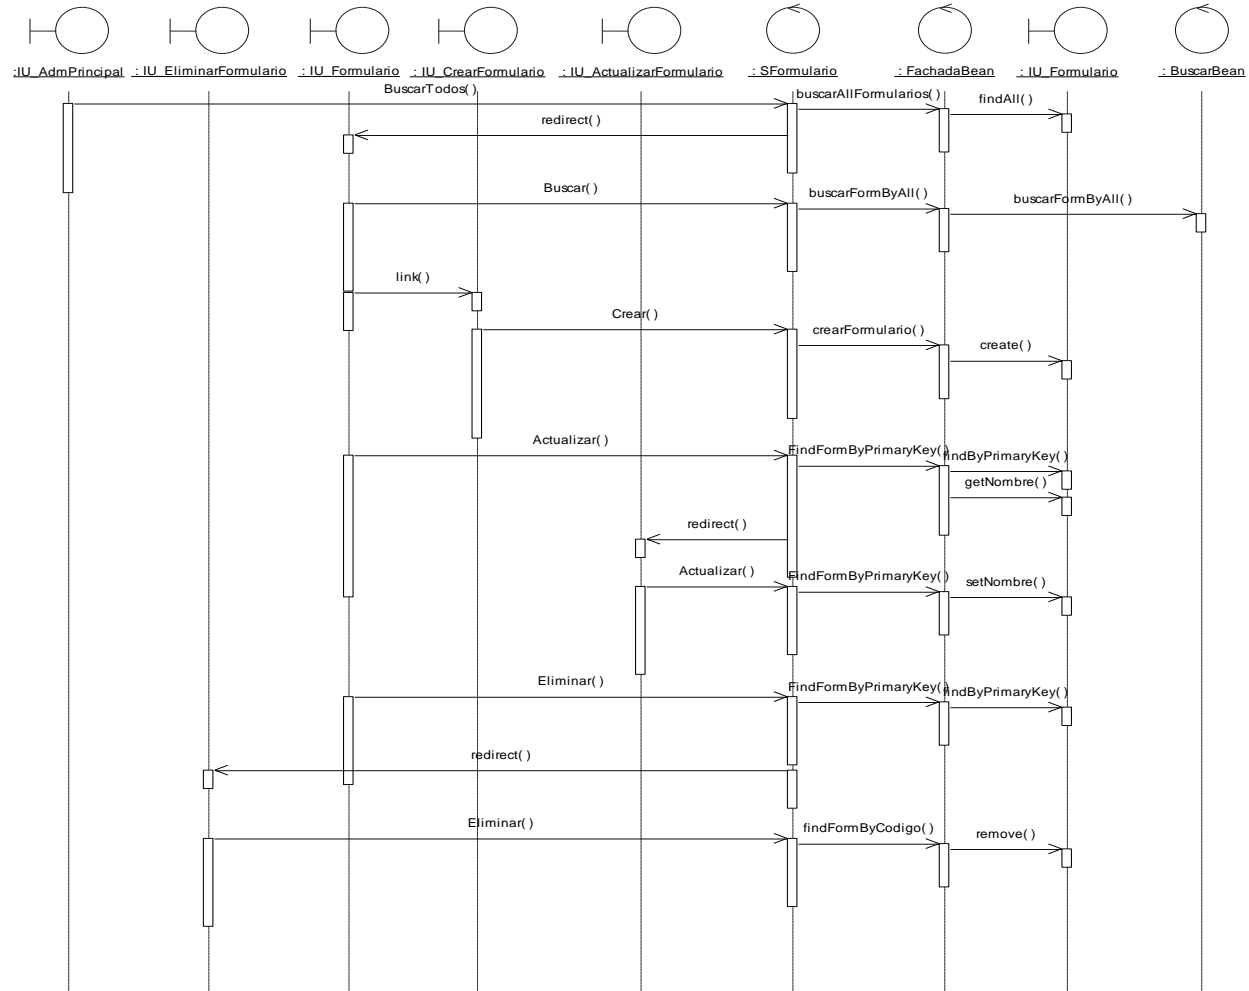 :IU_AdmPrincipal
: IU_EliminarFormulario
: IU_Formulario
: IU_CrearFormulario
: IU_ActualizarFormulario
: SFormulario
: FachadaBean
: IU_Formulario
: BuscarBean
BuscarTodos( )
buscarAllFormularios( )
findAll( )
redirect( )
Buscar( )
buscarFormByAll( )
buscarFormByAll( )
link( )
Crear( )
crearFormulario( )
create( )
Actualizar( )
FindFormByPrimaryKey( )
findByPrimaryKey( )
getNombre( )
redirect( )
Actualizar( )
FindFormByPrimaryKey( )
setNombre( )
Eliminar( )
FindFormByPrimaryKey( )
findByPrimaryKey( )
redirect( )
Eliminar( )
findFormByCodigo( )
remove( )